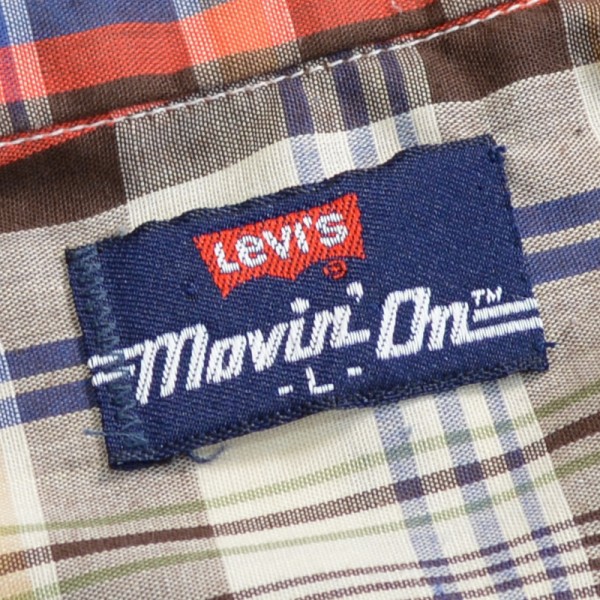 Levi's ®
Movin' On™
- L -